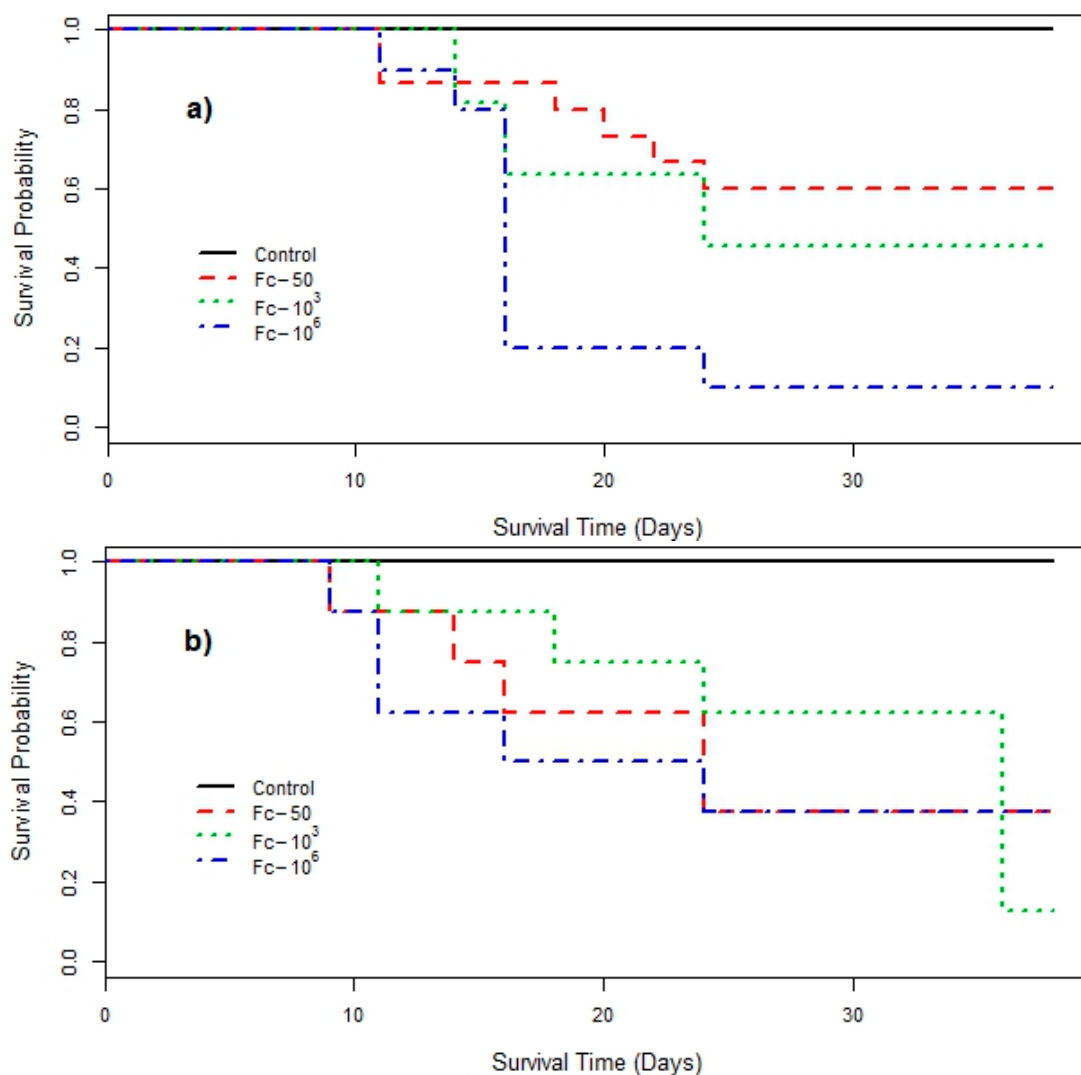 1.0
0.8
0.6
0.4
0.2
0.0
Survival Probability
a)
Control
Fc-50
Fc-10³
Fc-10⁶
0 10 20 30
Survival Time (Days)
1.0
0.8
0.6
0.4
0.2
0.0
Survival Probability
b)
Control
Fc-50
Fc-10³
Fc-10⁶
0 10 20 30
Survival Time (Days)